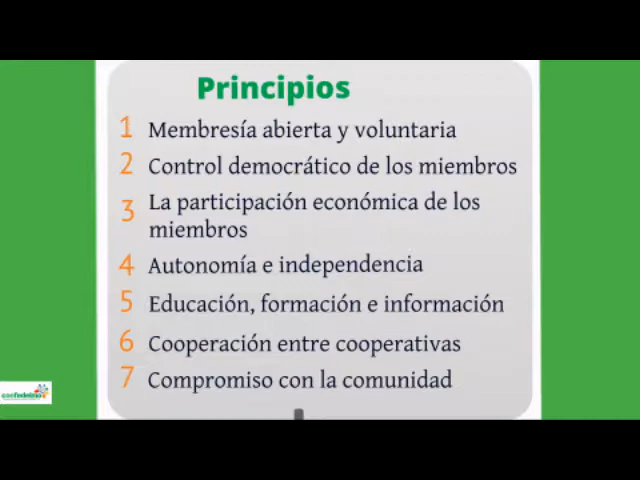 Principios
1 Membresía abierta y voluntaria
2 Control democrático de los miembros
3 La participación económica de los
miembros
4 Autonomía e independencia
5 Educación, formación e información
6 Cooperación entre cooperativas
7 Compromiso con la comunidad